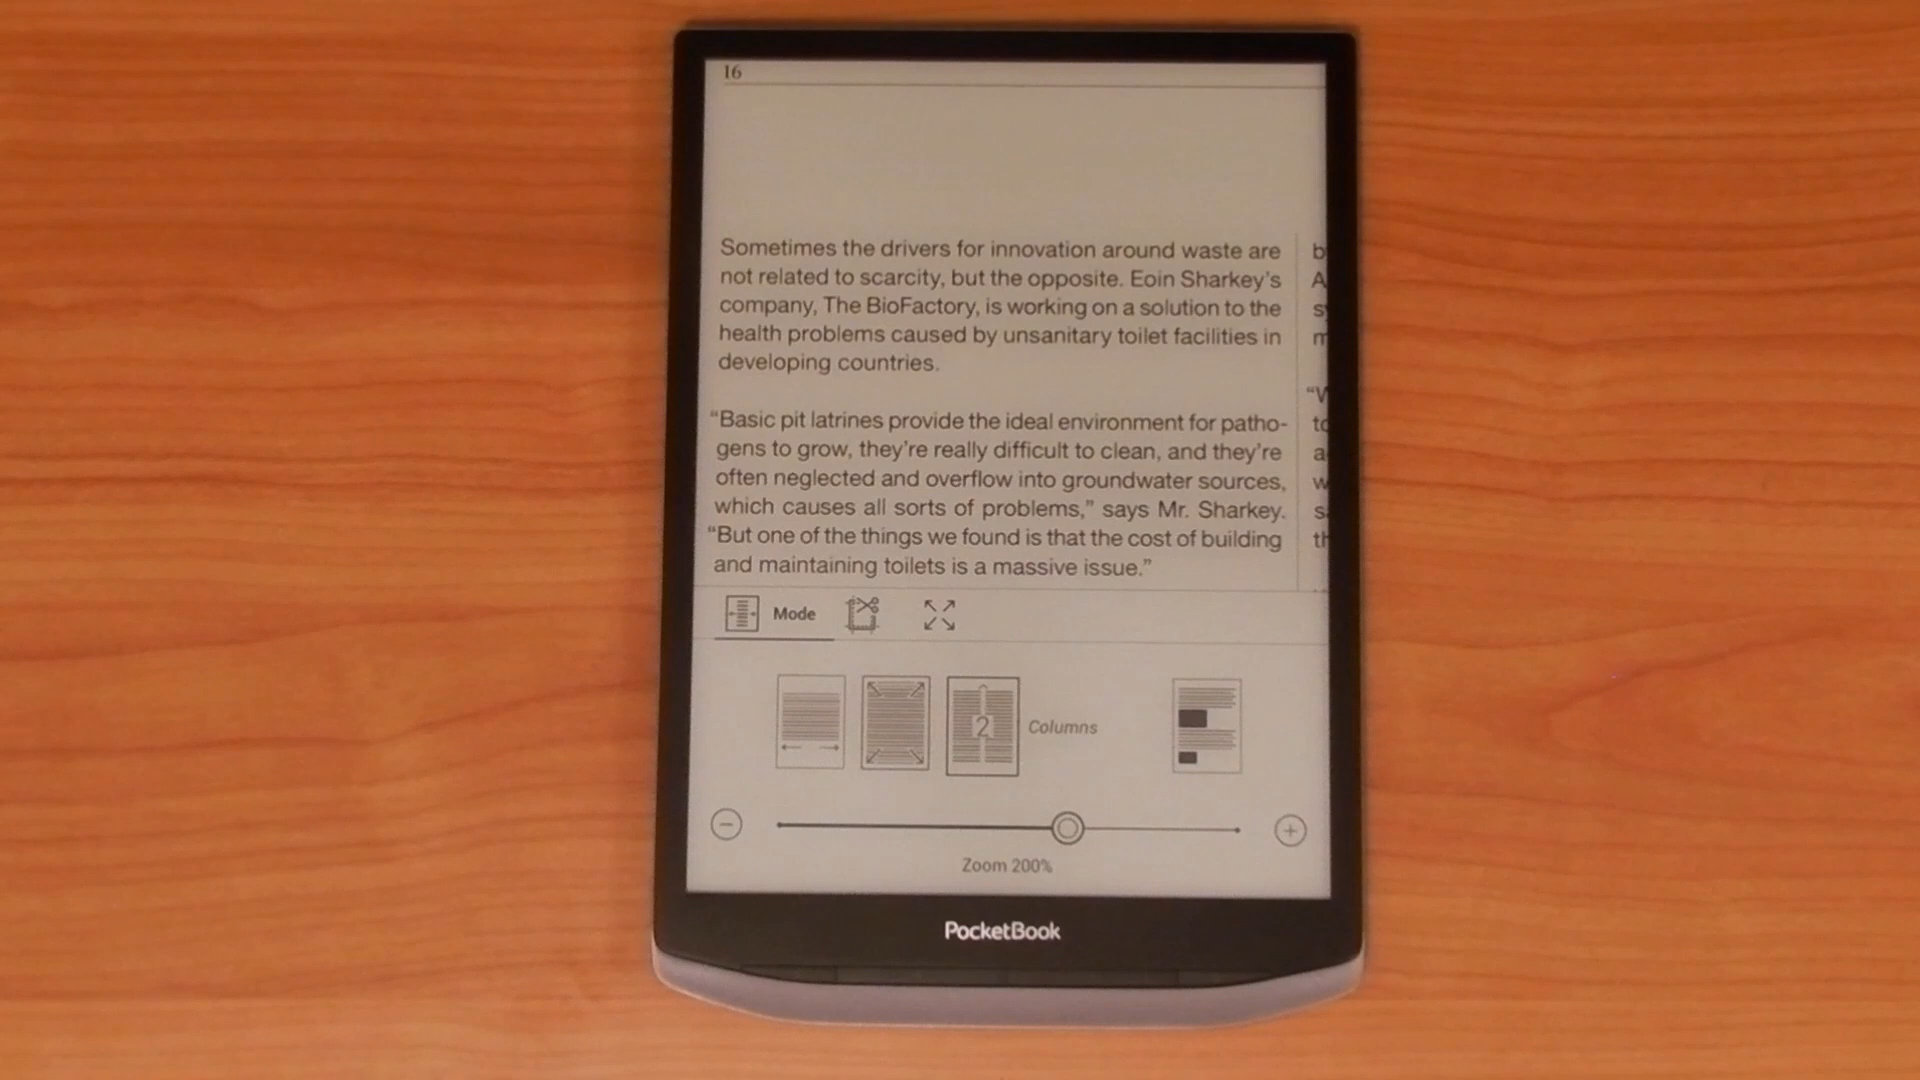 16
Sometimes the drivers for innovation around waste are
not related to scarcity, but the opposite. Eoin Sharkey's
company, The BioFactory, is working on a solution to the
health problems caused by unsanitary toilet facilities in
developing countries.
“Basic pit latrines provide the ideal environment for patho-
gens to grow, they're really difficult to clean, and they're
often neglected and overflow into groundwater sources,
which causes all sorts of problems,” says Mr. Sharkey.
“But one of the things we found is that the cost of building
and maintaining toilets is a massive issue.”
Mode
2
Columns
Zoom 200%
PocketBook